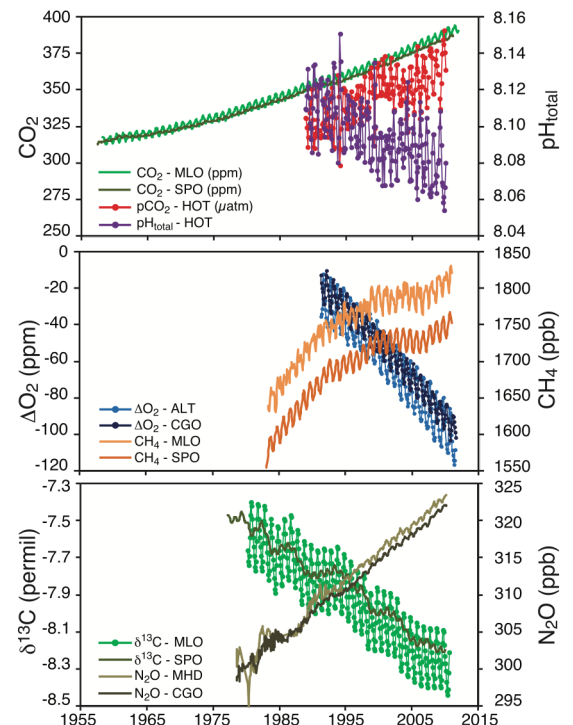 400
375
350
325
300
275
250
CO₂
8.16
8.14
8.12
8.10
8.08
8.06
8.04
pHtotal
CO₂ - MLO (ppm)
CO₂ - SPO (ppm)
pCO₂ - HOT (µatm)
pHtotal - HOT
0
-20
-40
-60
-80
-100
-120
ΔO₂ (ppm)
1850
1800
1750
1700
1650
1600
1550
CH₄ (ppb)
ΔO₂ - ALT
ΔO₂ - CGO
CH₄ - MLO
CH₄ - SPO
-7.3
-7.5
-7.7
-7.9
-8.1
-8.3
-8.5
δ¹³C (permil)
325
320
315
310
305
300
295
N₂O (ppb)
δ¹³C - MLO
δ¹³C - SPO
N₂O - MHD
N₂O - CGO
1955 1965 1975 1985 1995 2005 2015